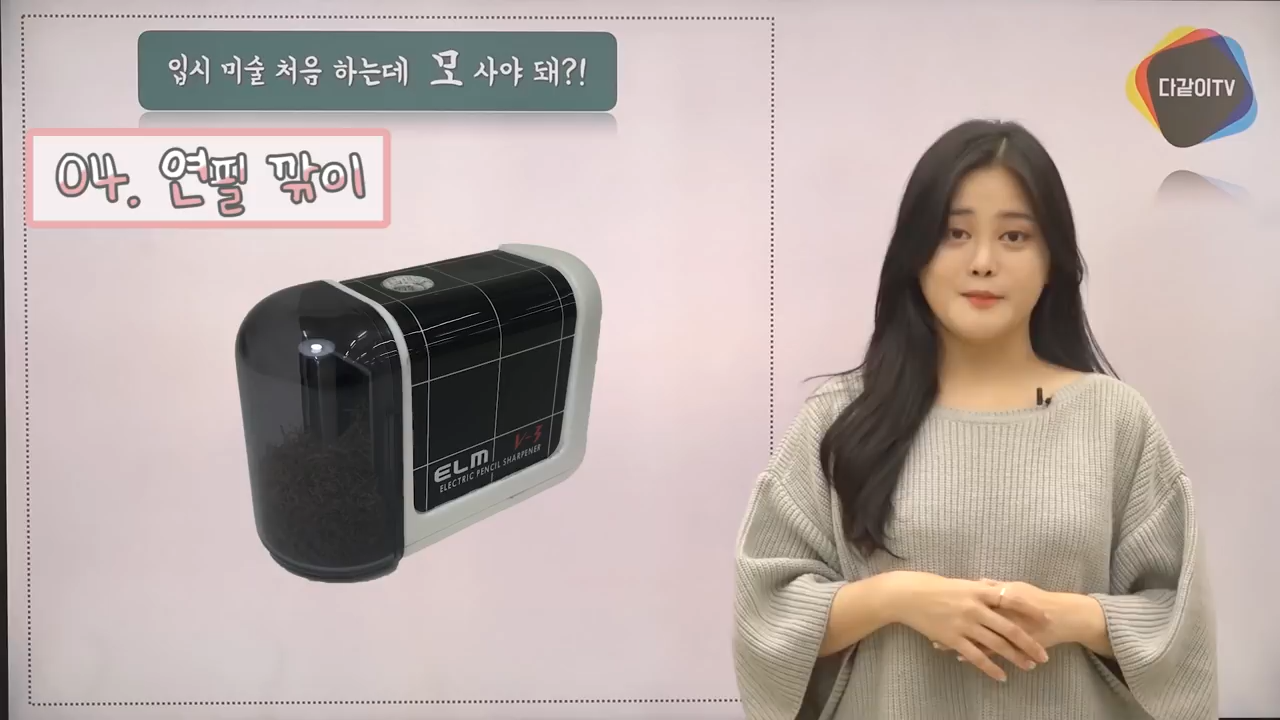 입시 미술 처음 하는데 모 사야 돼?!
다같이TV
04. 연필 깎이
V-5
ELM
ELECTRIC PENCIL SHARPENER